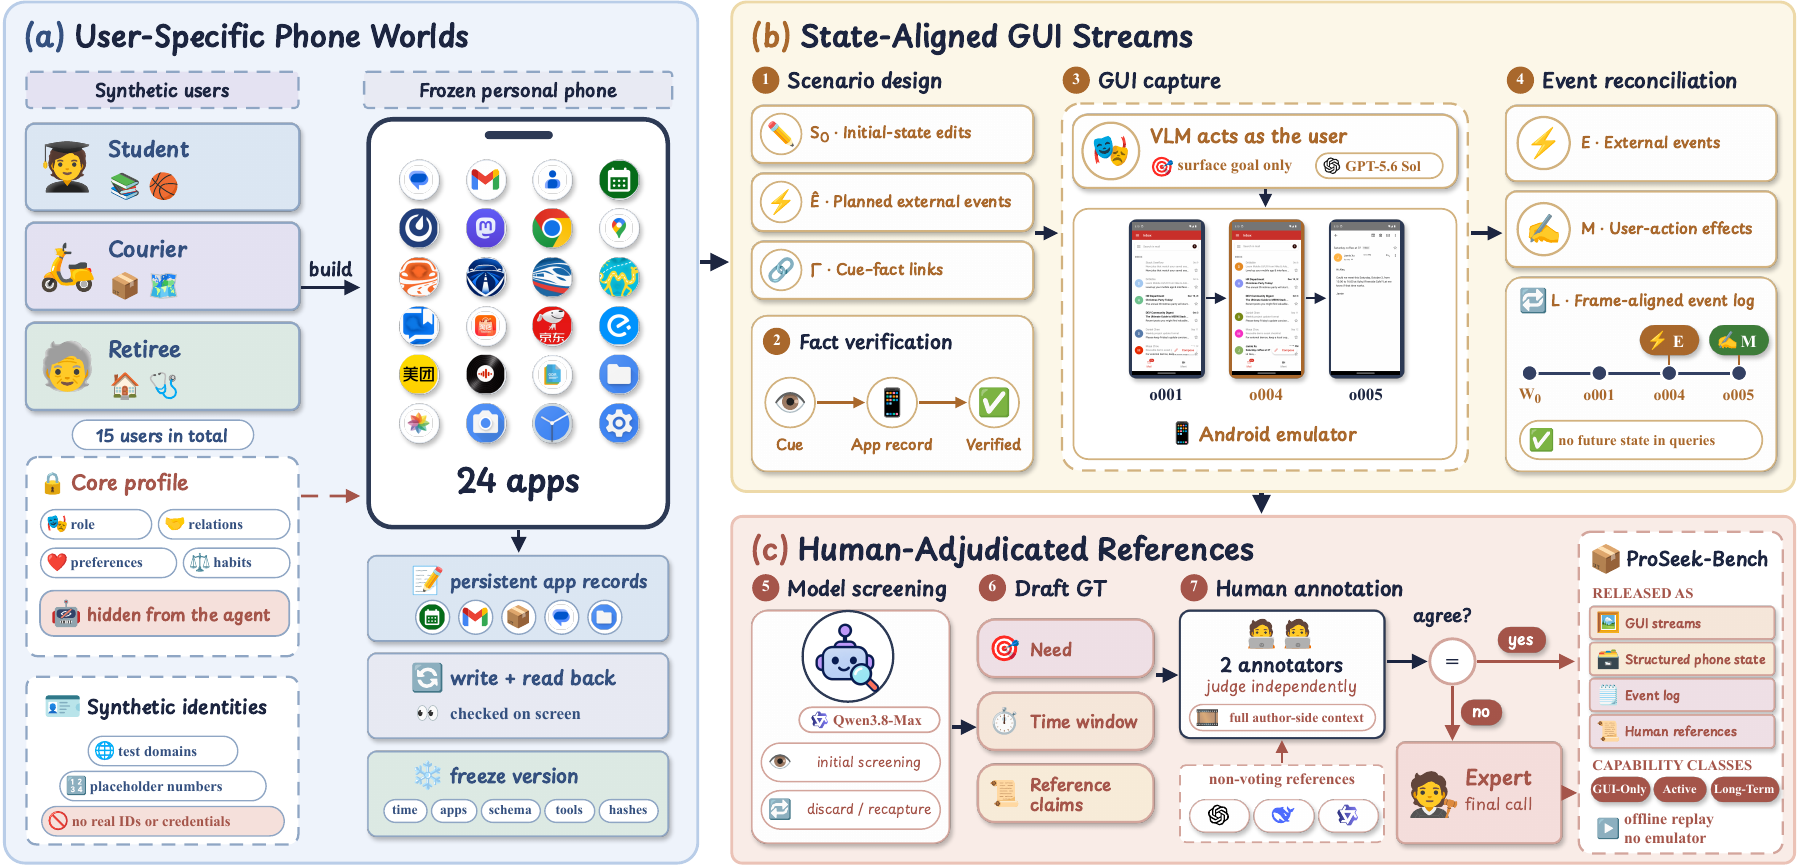 (a) User-Specific Phone Worlds
Synthetic users
Student
Courier
Retiree
15 users in total
build
Core profile
role
relations
preferences
habits
hidden from the agent
Synthetic identities
test domains
placeholder numbers
no real IDs or credentials
Frozen personal phone
京东
美团
24 apps
persistent app records
write + read back
checked on screen
freeze version
time
apps
schema
tools
hashes
(b) State-Aligned GUI Streams
1 Scenario design
S₀ · Initial-state edits
Ê · Planned external events
Γ · Cue-fact links
2 Fact verification
Cue
App record
Verified
3 GUI capture
VLM acts as the user
surface goal only
GPT-5.6 Sol
o001
o004
o005
Android emulator
4 Event reconciliation
E · External events
M · User-action effects
L · Frame-aligned event log
E
M
W₀
o001
o004
o005
no future state in queries
(c) Human-Adjudicated References
5 Model screening
Qwen3.8-Max
initial screening
discard / recapture
6 Draft GT
Need
Time window
Reference
claims
7 Human annotation
2 annotators
judge independently
full author-side context
non-voting references
agree?
=
yes
no
Expert
final call
ProSeek-Bench
RELEASED AS
GUI streams
Structured phone state
Event log
Human references
CAPABILITY CLASSES
GUI-Only
Active
Long-Term
offline replay
no emulator